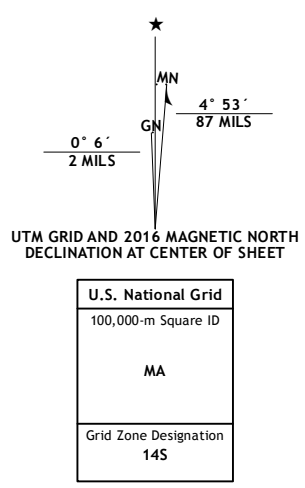 ★
MN
4° 53´
87 MILS
GN
0° 6´
2 MILS
UTM GRID AND 2016 MAGNETIC NORTH
DECLINATION AT CENTER OF SHEET
U.S. National Grid
100,000-m Square ID
MA
Grid Zone Designation
14S